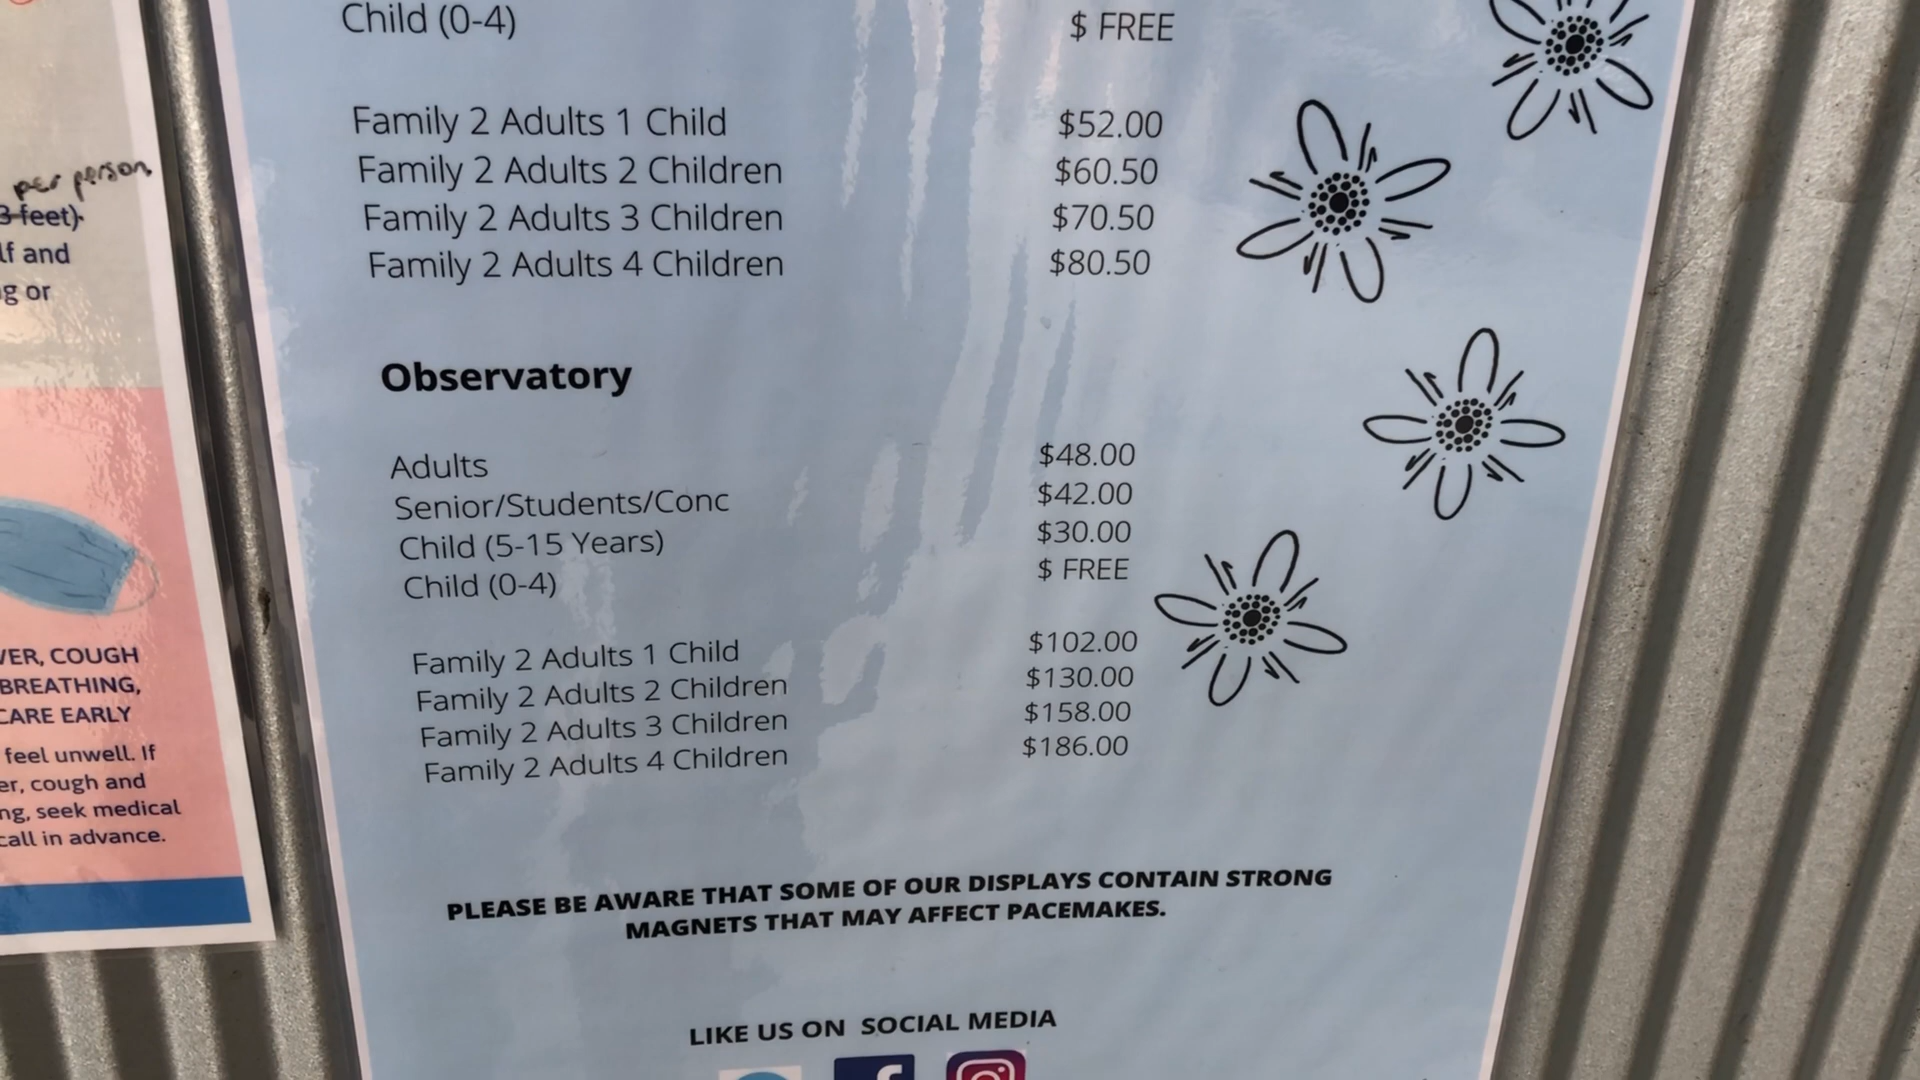 Child (0-4) $ FREE
Family 2 Adults 1 Child $52.00
Family 2 Adults 2 Children $60.50
Family 2 Adults 3 Children $70.50
Family 2 Adults 4 Children $80.50
Observatory
Adults $48.00
Senior/Students/Conc $42.00
Child (5-15 Years) $30.00
Child (0-4) $ FREE
Family 2 Adults 1 Child $102.00
Family 2 Adults 2 Children $130.00
Family 2 Adults 3 Children $158.00
Family 2 Adults 4 Children $186.00
PLEASE BE AWARE THAT SOME OF OUR DISPLAYS CONTAIN STRONG
MAGNETS THAT MAY AFFECT PACEMAKES.
LIKE US ON SOCIAL MEDIA
per person
3 feet)
and
or
COUGH
BREATHING,
CARE EARLY
feel unwell. If
cough and
seek medical
call in advance.